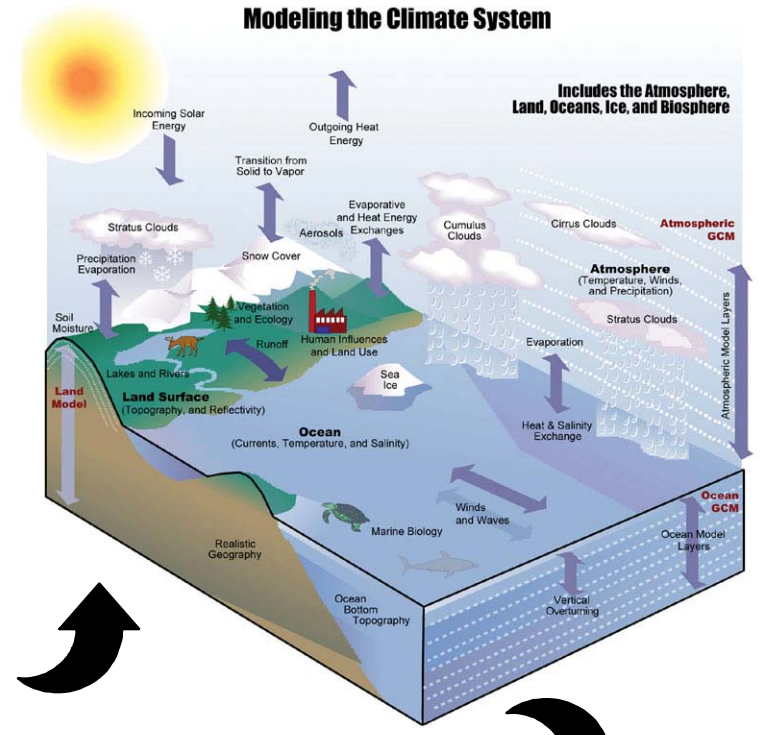 Modeling the Climate System
Includes the Atmosphere,
Land, Oceans, Ice, and Biosphere
Incoming Solar
Energy
Outgoing Heat
Energy
Transition from
Solid to Vapor
Evaporative
and Heat Energy
Exchanges
Aerosols
Stratus Clouds
Snow Cover
Cumulus
Clouds
Cirrus Clouds
Atmospheric
GCM
Precipitation
Evaporation
Atmosphere
(Temperature, Winds,
and Precipitation)
Stratus Clouds
Atmospheric Model Layers
Soil
Moisture
Vegetation
and Ecology
Human Influences
and Land Use
Runoff
Evaporation
Lakes and Rivers
Sea
Ice
Land
Model
Land Surface
(Topography, and Reflectivity)
Heat & Salinity
Exchange
Ocean
(Currents, Temperature, and Salinity)
Ocean
GCM
Winds
and Waves
Marine Biology
Ocean Model
Layers
Realistic
Geography
Ocean
Bottom
Topography
Vertical
Overturning